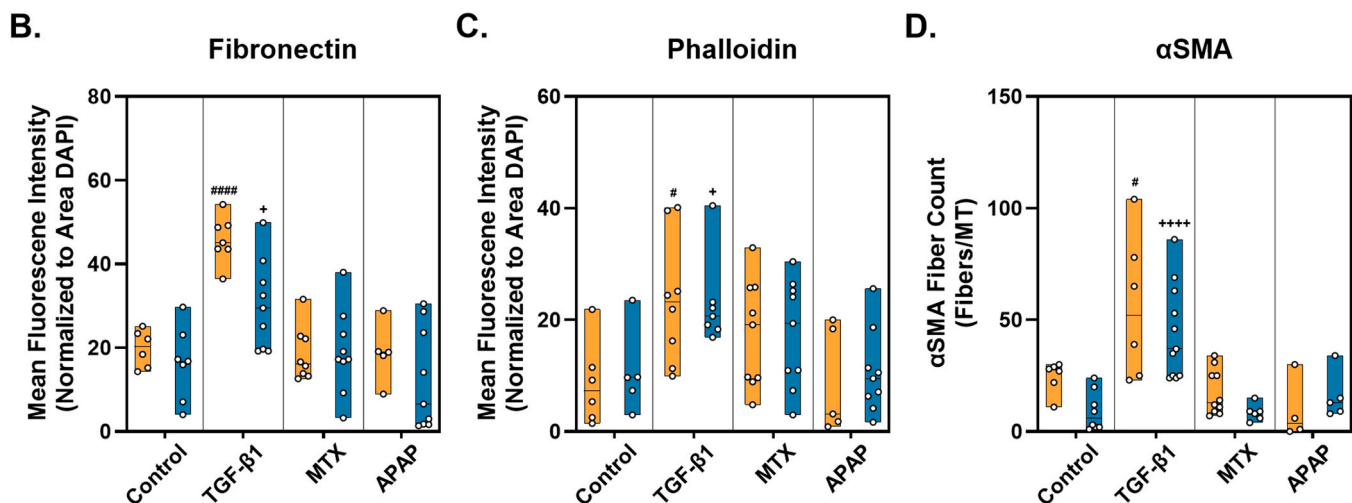 B.
Fibronectin
Mean Fluorescene Intensity
(Normalized to Area DAPI)
80
60
40
20
0
####
+
Control
TGF-β1
MTX
APAP
C.
Phalloidin
Mean Fluorescene Intensity
(Normalized to Area DAPI)
60
40
20
0
#
+
Control
TGF-β1
MTX
APAP
D.
αSMA
αSMA Fiber Count
(Fibers/MT)
150
100
50
0
#
++++
Control
TGF-β1
MTX
APAP